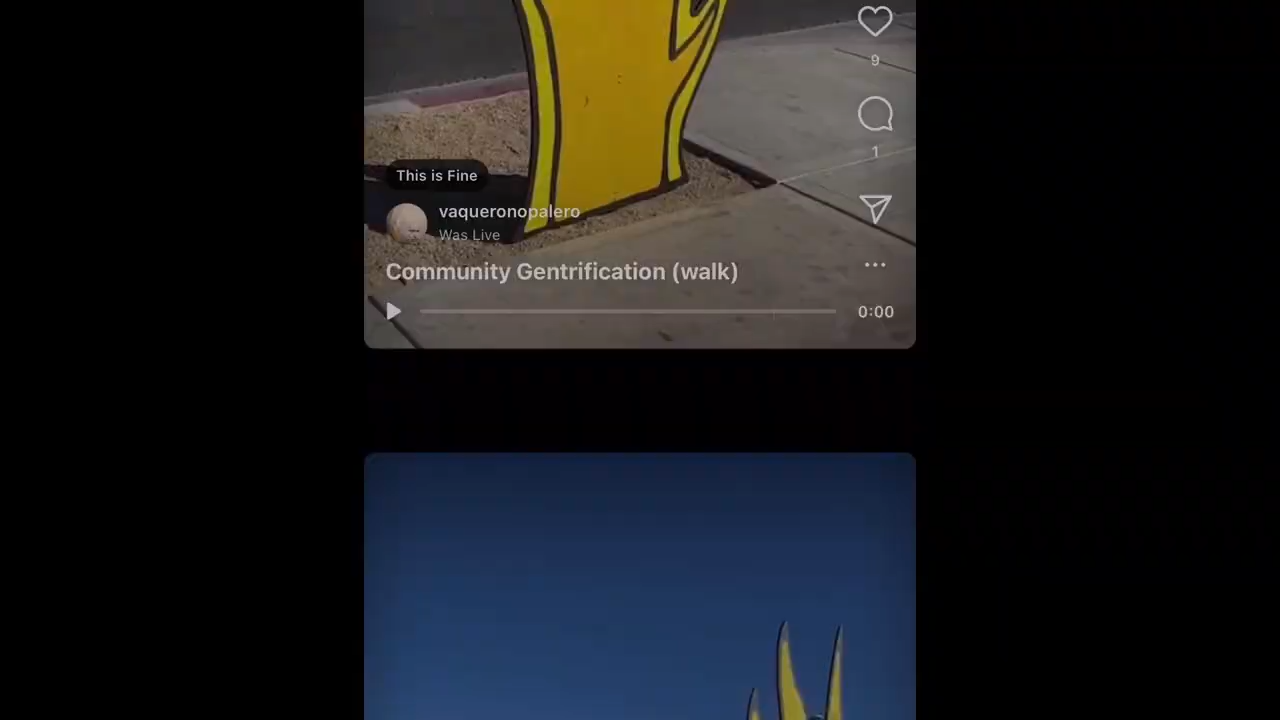 9
1
This is Fine
vaqueronopalero
Was Live
Community Gentrification (walk)
0:00